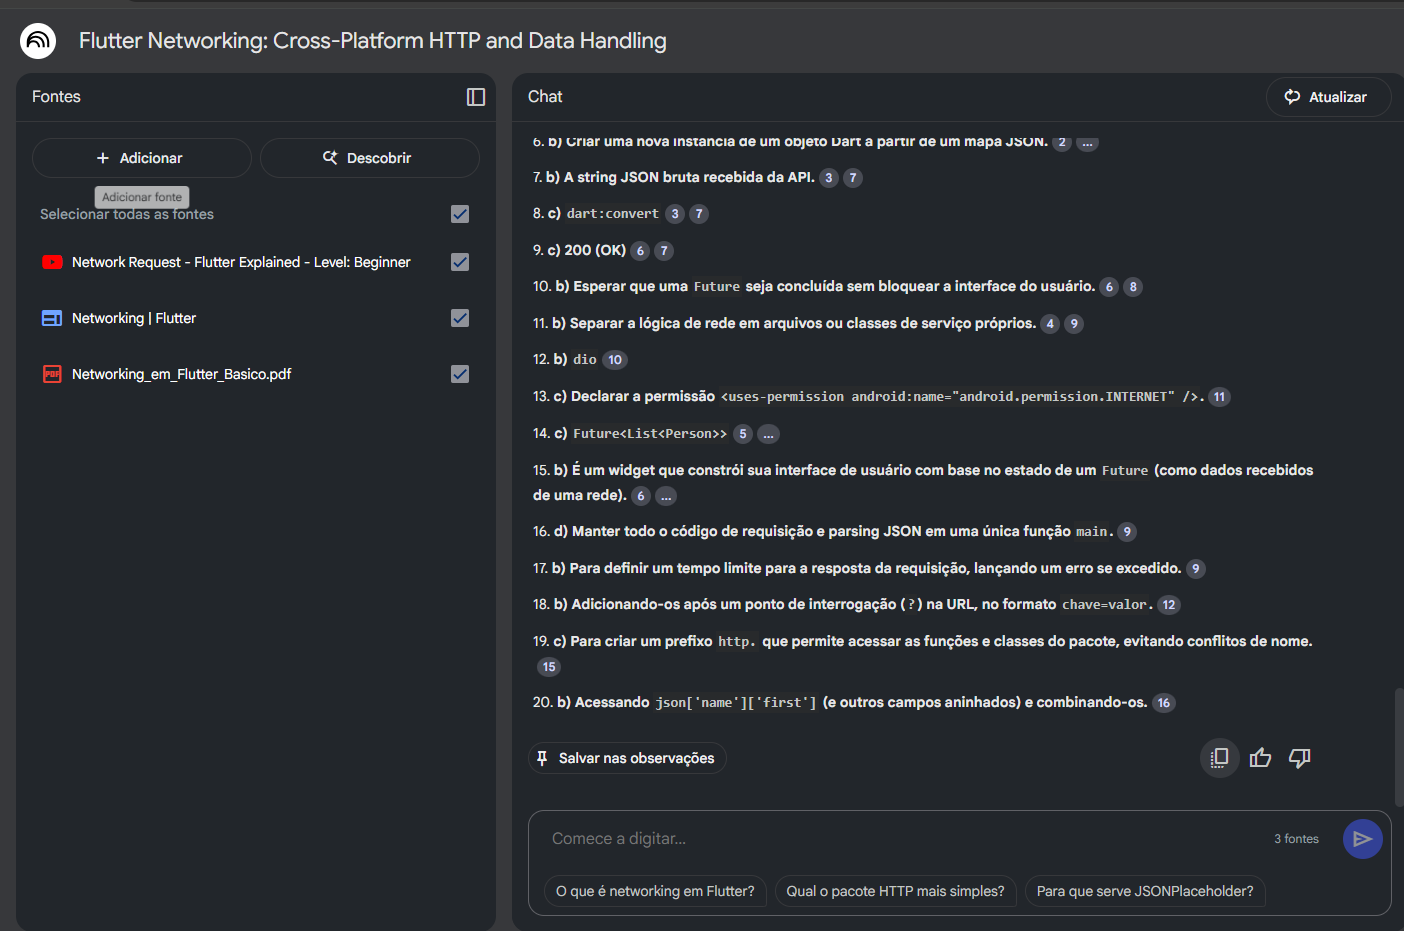 Flutter Networking: Cross-Platform HTTP and Data Handling
Fontes
Adicionar
Descobrir
Adicionar fonte
Selecionar todas as fontes
Network Request - Flutter Explained - Level: Beginner
Networking | Flutter
PDF
Networking_em_Flutter_Basico.pdf
Chat
Atualizar
6. b) Criar uma nova instância de um objeto Dart a partir de um mapa JSON. 2 ...
7. b) A string JSON bruta recebida da API. 3 7
8. c) dart:convert 3 7
9. c) 200 (OK) 6 7
10. b) Esperar que uma Future seja concluída sem bloquear a interface do usuário. 6 8
11. b) Separar a lógica de rede em arquivos ou classes de serviço próprios. 4 9
12. b) dio 10
13. c) Declarar a permissão <uses-permission android:name="android.permission.INTERNET" />. 11
14. c) Future<List<Person>> 5 ...
15. b) É um widget que constrói sua interface de usuário com base no estado de um Future (como dados recebidos
de uma rede). 6 ...
16. d) Manter todo o código de requisição e parsing JSON em uma única função main. 9
17. b) Para definir um tempo limite para a resposta da requisição, lançando um erro se excedido. 9
18. b) Adicionando-os após um ponto de interrogação (?) na URL, no formato chave=valor. 12
19. c) Para criar um prefixo http. que permite acessar as funções e classes do pacote, evitando conflitos de nome.
15
20. b) Acessando json['name']['first'] (e outros campos aninhados) e combinando-os. 16
Salvar nas observações
Comece a digitar...
3 fontes
O que é networking em Flutter?
Qual o pacote HTTP mais simples?
Para que serve JSONPlaceholder?